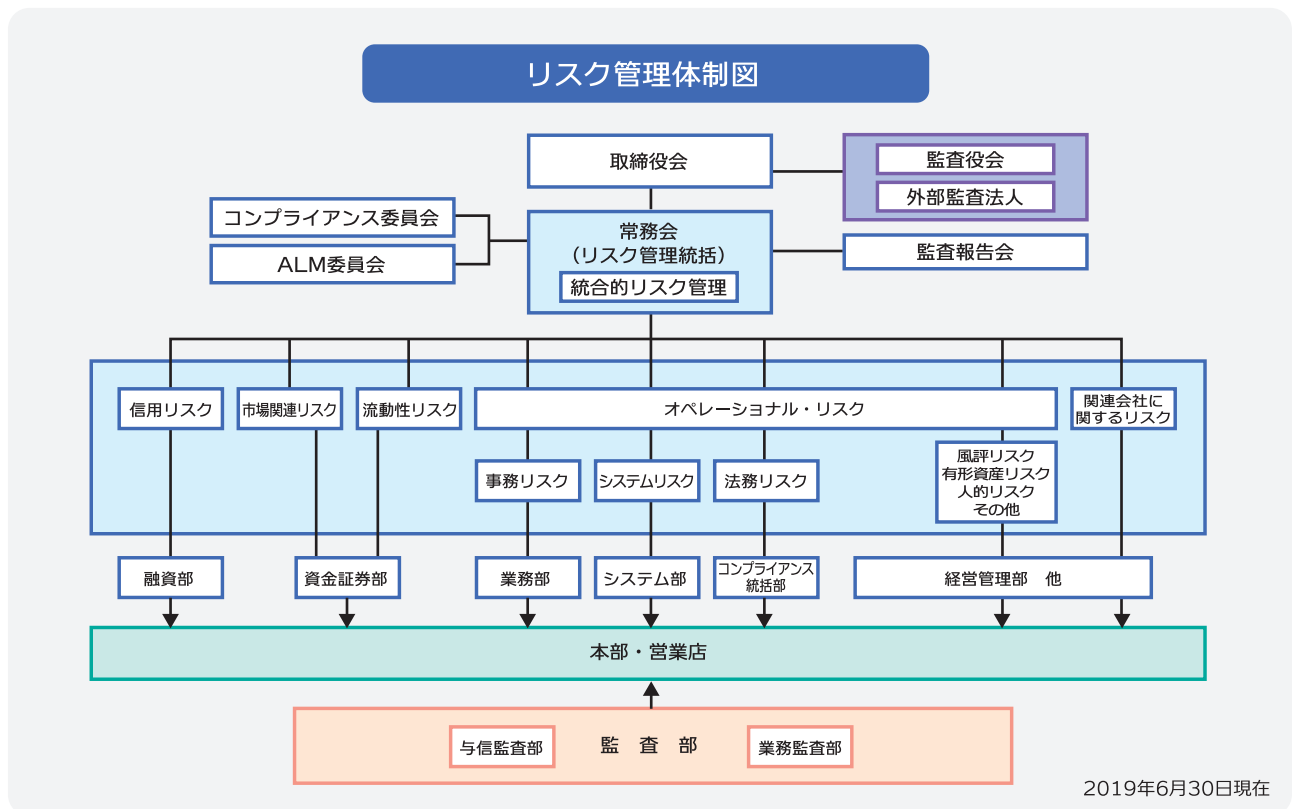 リスク管理体制図
取締役会
監査役会
外部監査法人
コンプライアンス委員会
ALM委員会
常務会
（リスク管理統括）
統合的リスク管理
監査報告会
信用リスク
市場関連リスク
流動性リスク
オペレーショナル・リスク
関連会社に
関するリスク
事務リスク
システムリスク
法務リスク
風評リスク
有形資産リスク
人的リスク
その他
融資部
資金証券部
業務部
システム部
コンプライアンス
統括部
経営管理部　他
本部・営業店
与信監査部
監　査　部
業務監査部
2019年6月30日現在